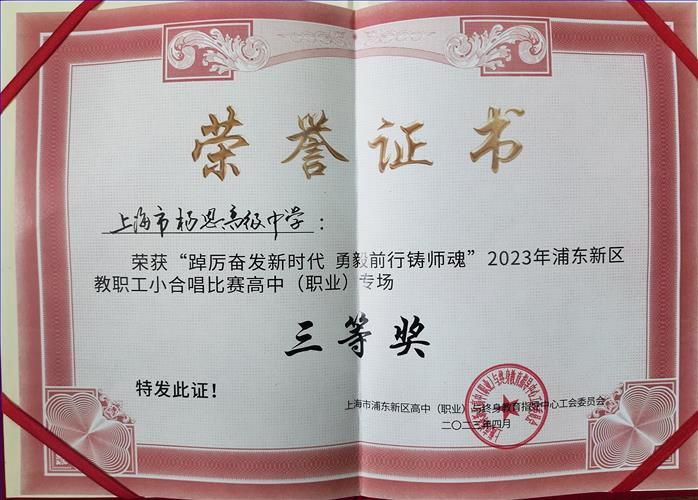 荣誉证书
上海市杨思高级中学：
荣获“踔厉奋发新时代 勇毅前行铸师魂”2023年浦东新区
教职工小合唱比赛高中（职业）专场
三等奖
特发此证！
上海市浦东新区高中（职业）与终身教育指导中心工会委员会
二〇二三年四月